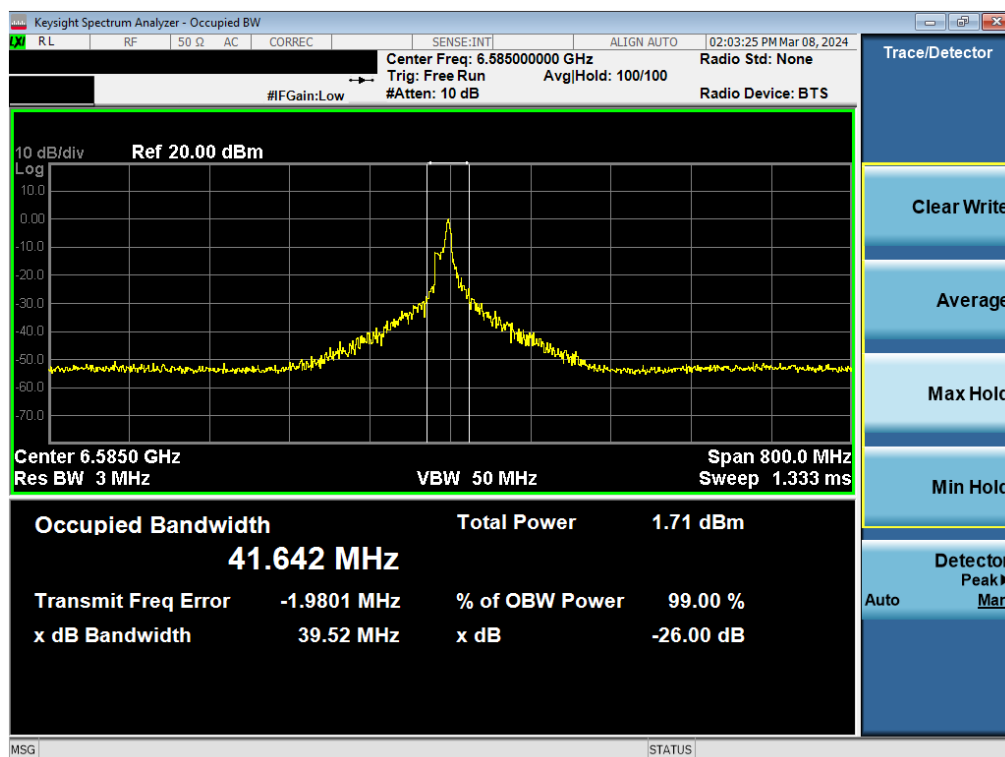 Keysight Spectrum Analyzer - Occupied BW
LXI RL RF 50 Ω AC CORREC SENSE:INT ALIGN AUTO 02:03:25 PM Mar 08, 2024
Center Freq: 6.585000000 GHz Radio Std: None
Trig: Free Run Avg|Hold: 100/100
#IFGain:Low #Atten: 10 dB Radio Device: BTS
Trace/Detector
10 dB/div Ref 20.00 dBm
Log
10.0
0.00
-10.0
-20.0
-30.0
-40.0
-50.0
-60.0
-70.0
Center 6.5850 GHz Span 800.0 MHz
Res BW 3 MHz VBW 50 MHz Sweep 1.333 ms
Occupied Bandwidth Total Power 1.71 dBm
41.642 MHz
Transmit Freq Error -1.9801 MHz % of OBW Power 99.00 %
x dB Bandwidth 39.52 MHz x dB -26.00 dB
Clear Write
Average
Max Hold
Min Hold
Detector
Peak
Auto Man
MSG STATUS